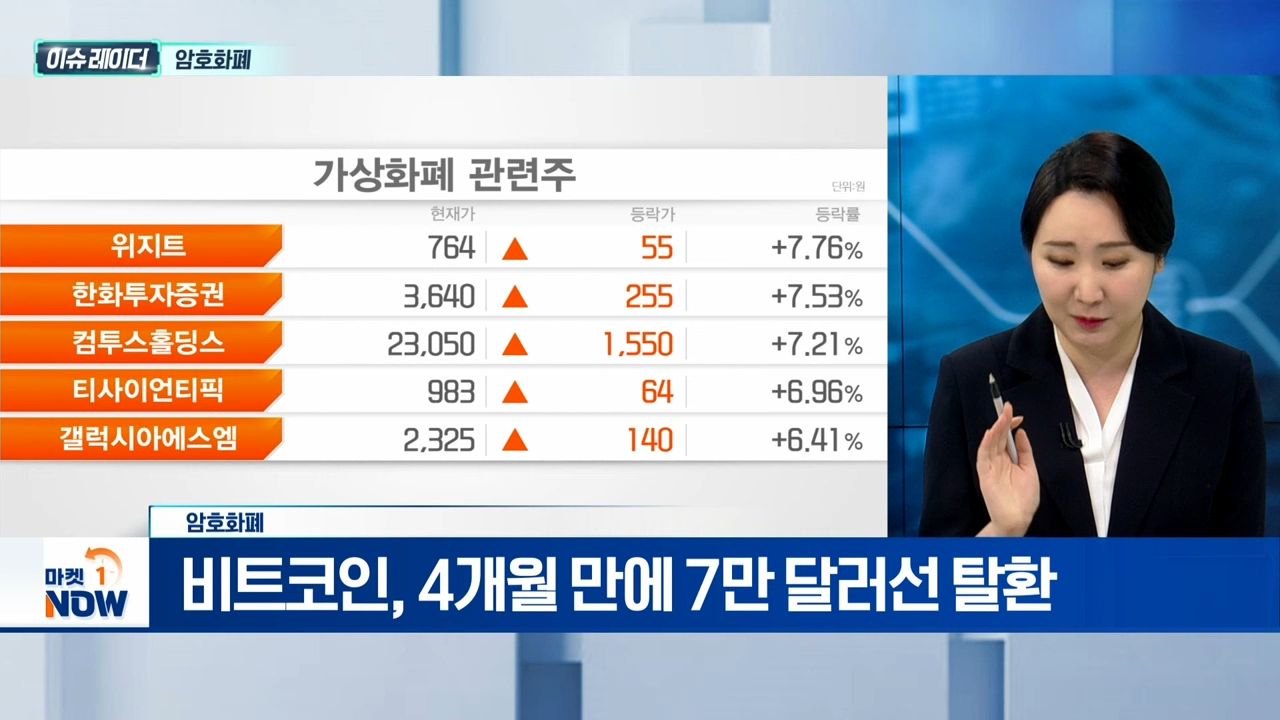 이슈레이더 암호화폐
가상화폐 관련주
단위:원
현재가 등락가 등락률
위지트 764 ▲ 55 +7.76%
한화투자증권 3,640 ▲ 255 +7.53%
컴투스홀딩스 23,050 ▲ 1,550 +7.21%
티사이언티픽 983 ▲ 64 +6.96%
갤럭시아에스엠 2,325 ▲ 140 +6.41%
암호화폐
마켓 1
NOW
비트코인, 4개월 만에 7만 달러선 탈환